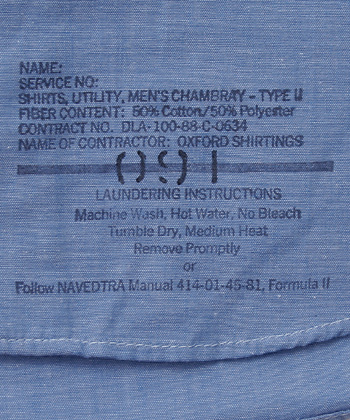 NAME:
SERVICE NO:
SHIRTS, UTILITY, MEN'S CHAMBRAY - TYPE II
FIBER CONTENT: 50% Cotton/50% Polyester
CONTRACT NO. DLA-100-88-C-0634
NAME OF CONTRACTOR: OXFORD SHIRTINGS
091
LAUNDERING INSTRUCTIONS
Machine Wash, Hot Water, No Bleach
Tumble Dry, Medium Heat
Remove Promptly
or
Follow NAVEDTRA Manual 414-01-45-81, Formula II